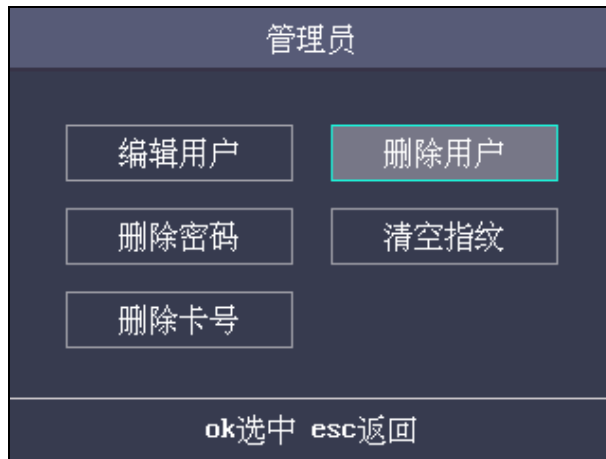 管理员
编辑用户 删除用户
删除密码 清空指纹
删除卡号
ok选中 esc返回